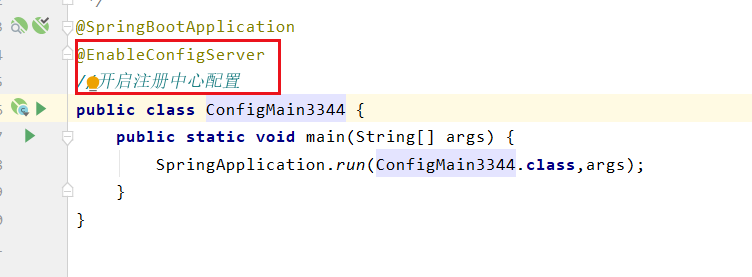 */
@SpringBootApplication
@EnableConfigServer
//开启注册中心配置
public class ConfigMain3344 {
public static void main(String[] args) {
SpringApplication.run(ConfigMain3344.class,args);
}
}